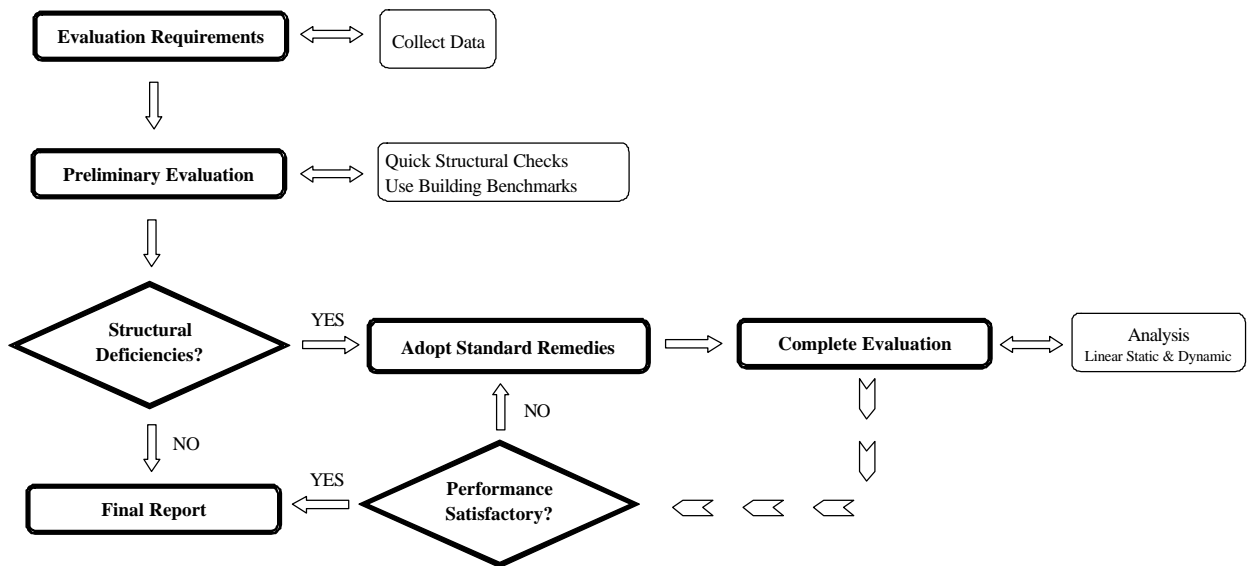 Evaluation Requirements
Collect Data
Preliminary Evaluation
Quick Structural Checks
Use Building Benchmarks
Structural
Deficiencies?
YES
Adopt Standard Remedies
Complete Evaluation
Analysis
Linear Static & Dynamic
NO
NO
Final Report
YES
Performance
Satisfactory?